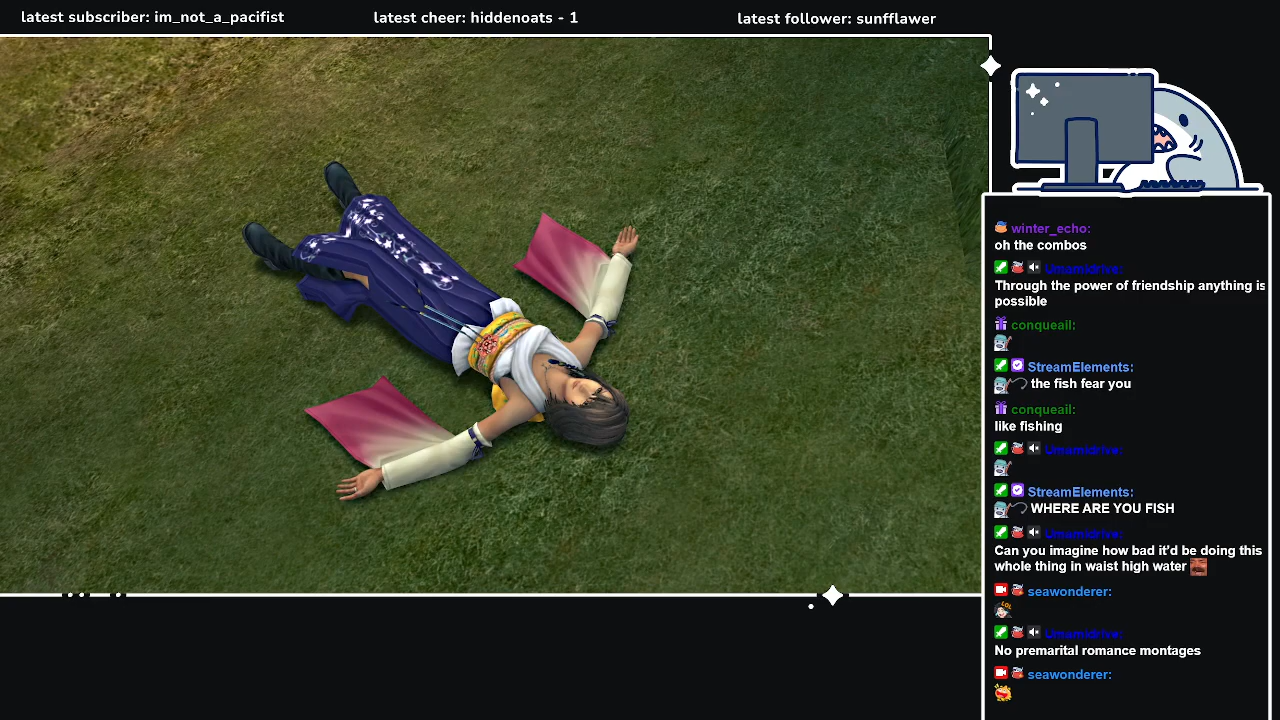 latest subscriber: im_not_a_pacifist
latest cheer: hiddenoats - 1
latest follower: sunfflawer
winter_echo:
oh the combos
Umamidrive:
Through the power of friendship anything is
possible
conqueail:
StreamElements:
the fish fear you
conqueail:
like fishing
Umamidrive:
StreamElements:
WHERE ARE YOU FISH
Umamidrive:
Can you imagine how bad it'd be doing this
whole thing in waist high water
seawonderer:
LOL
Umamidrive:
No premarital romance montages
seawonderer: